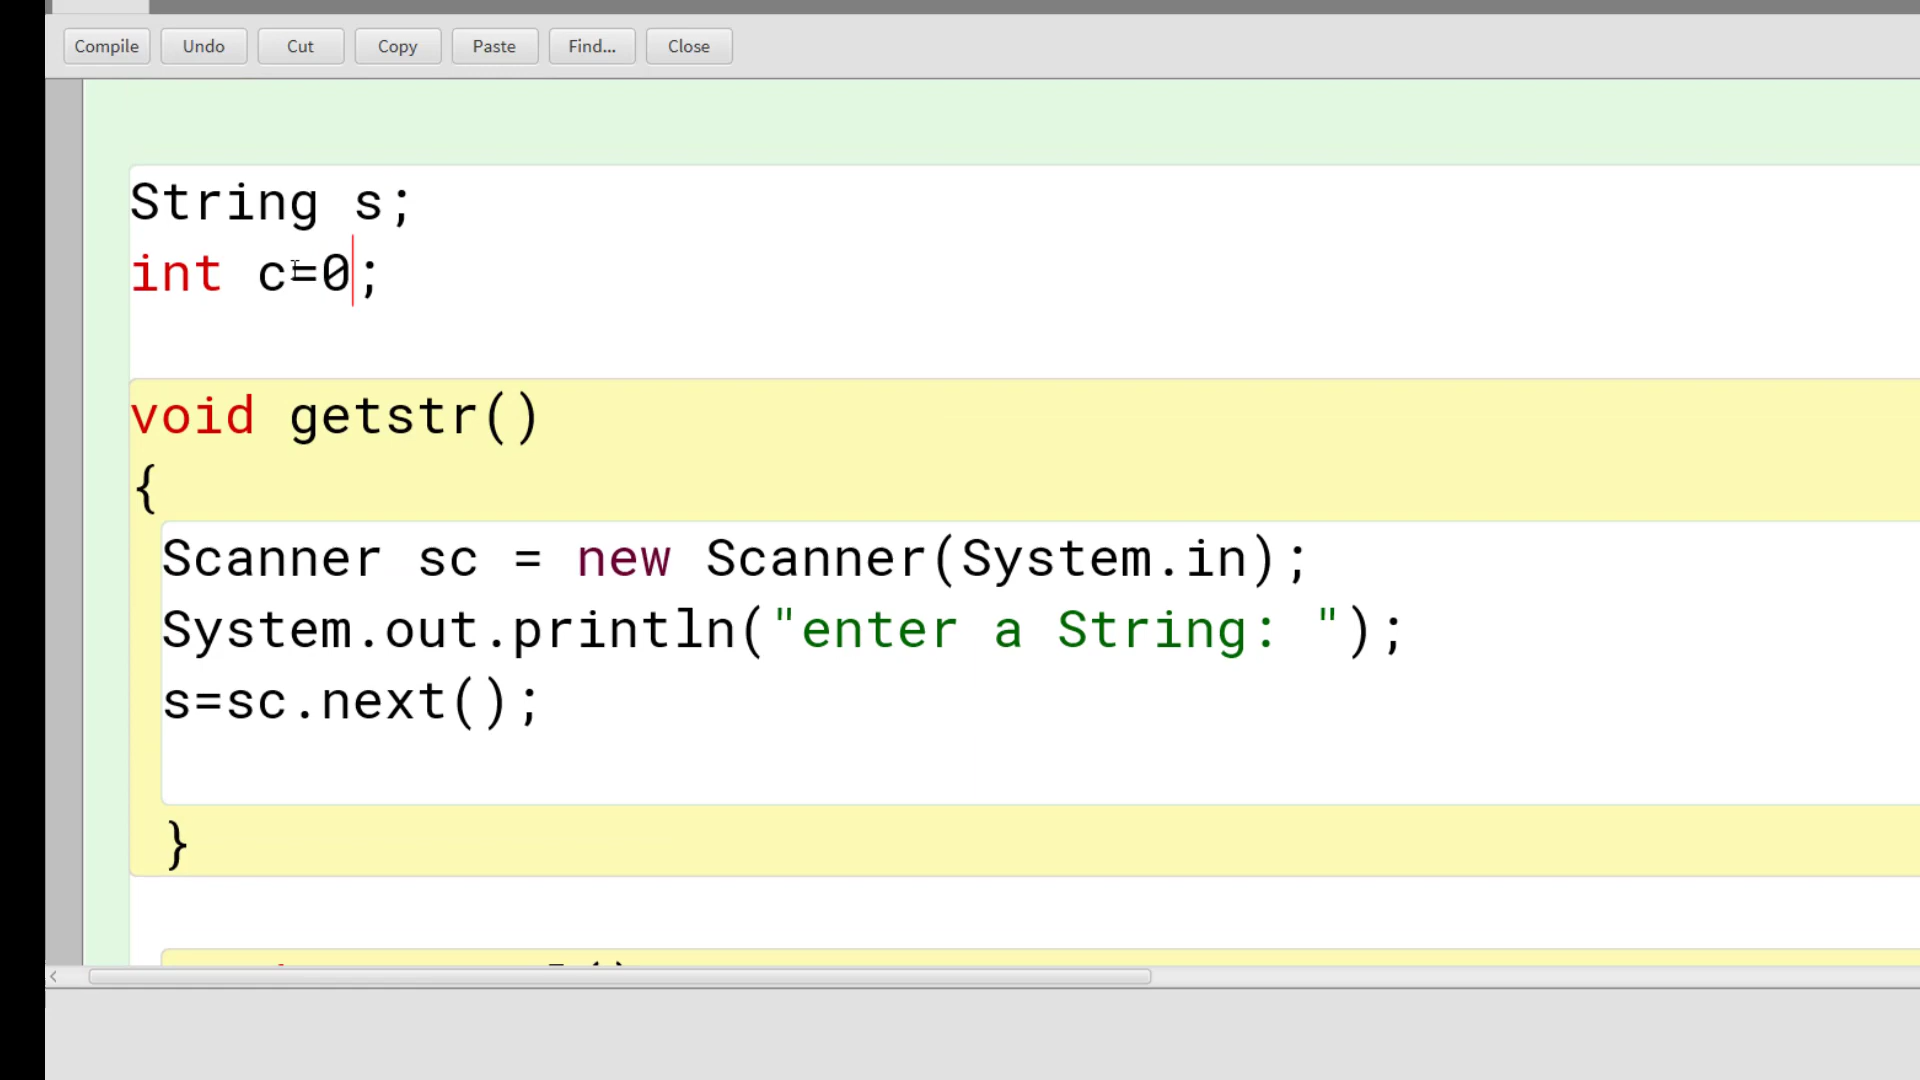 Compile Undo Cut Copy Paste Find... Close
String s;
int c=0;
void getstr()
{
Scanner sc = new Scanner(System.in);
System.out.println("enter a String: ");
s=sc.next();
}